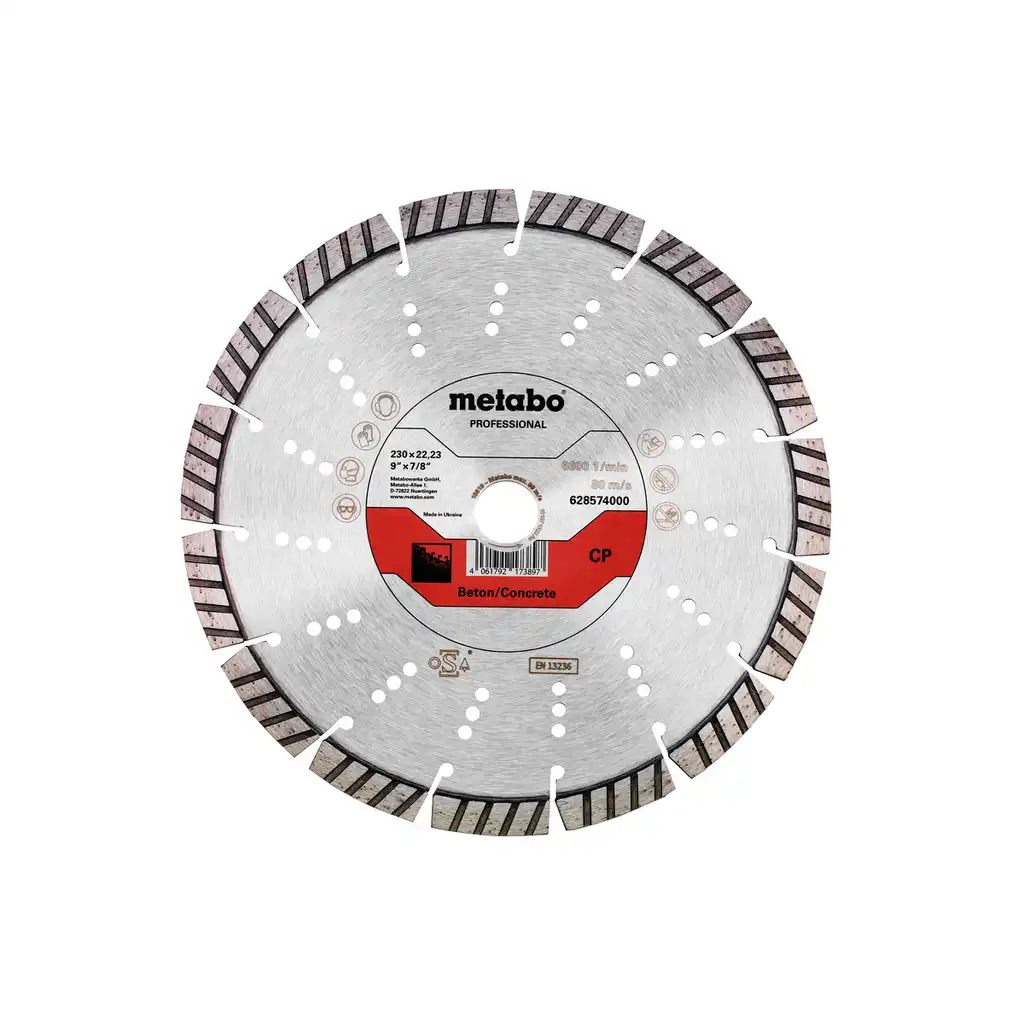 metabo®
PROFESSIONAL
230 x 22,23
9" x 7/8"
Metabowerke GmbH,
Metabo-Allee 1,
D-72622 Nuertingen
www.metabo.com
Made in Ukraine
6600 1/min
80 m/s
628574000
4 061792 173897
CP
Beton/Concrete
OSA®
EN 13236